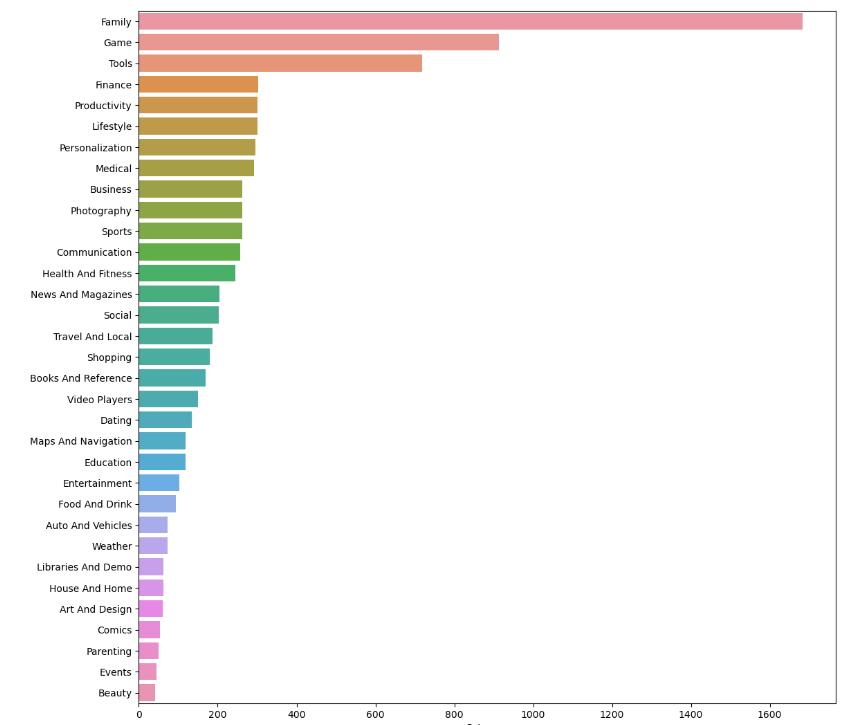 Family
Game
Tools
Finance
Productivity
Lifestyle
Personalization
Medical
Business
Photography
Sports
Communication
Health And Fitness
News And Magazines
Social
Travel And Local
Shopping
Books And Reference
Video Players
Dating
Maps And Navigation
Education
Entertainment
Food And Drink
Auto And Vehicles
Weather
Libraries And Demo
House And Home
Art And Design
Comics
Parenting
Events
Beauty
0 200 400 600 800 1000 1200 1400 1600